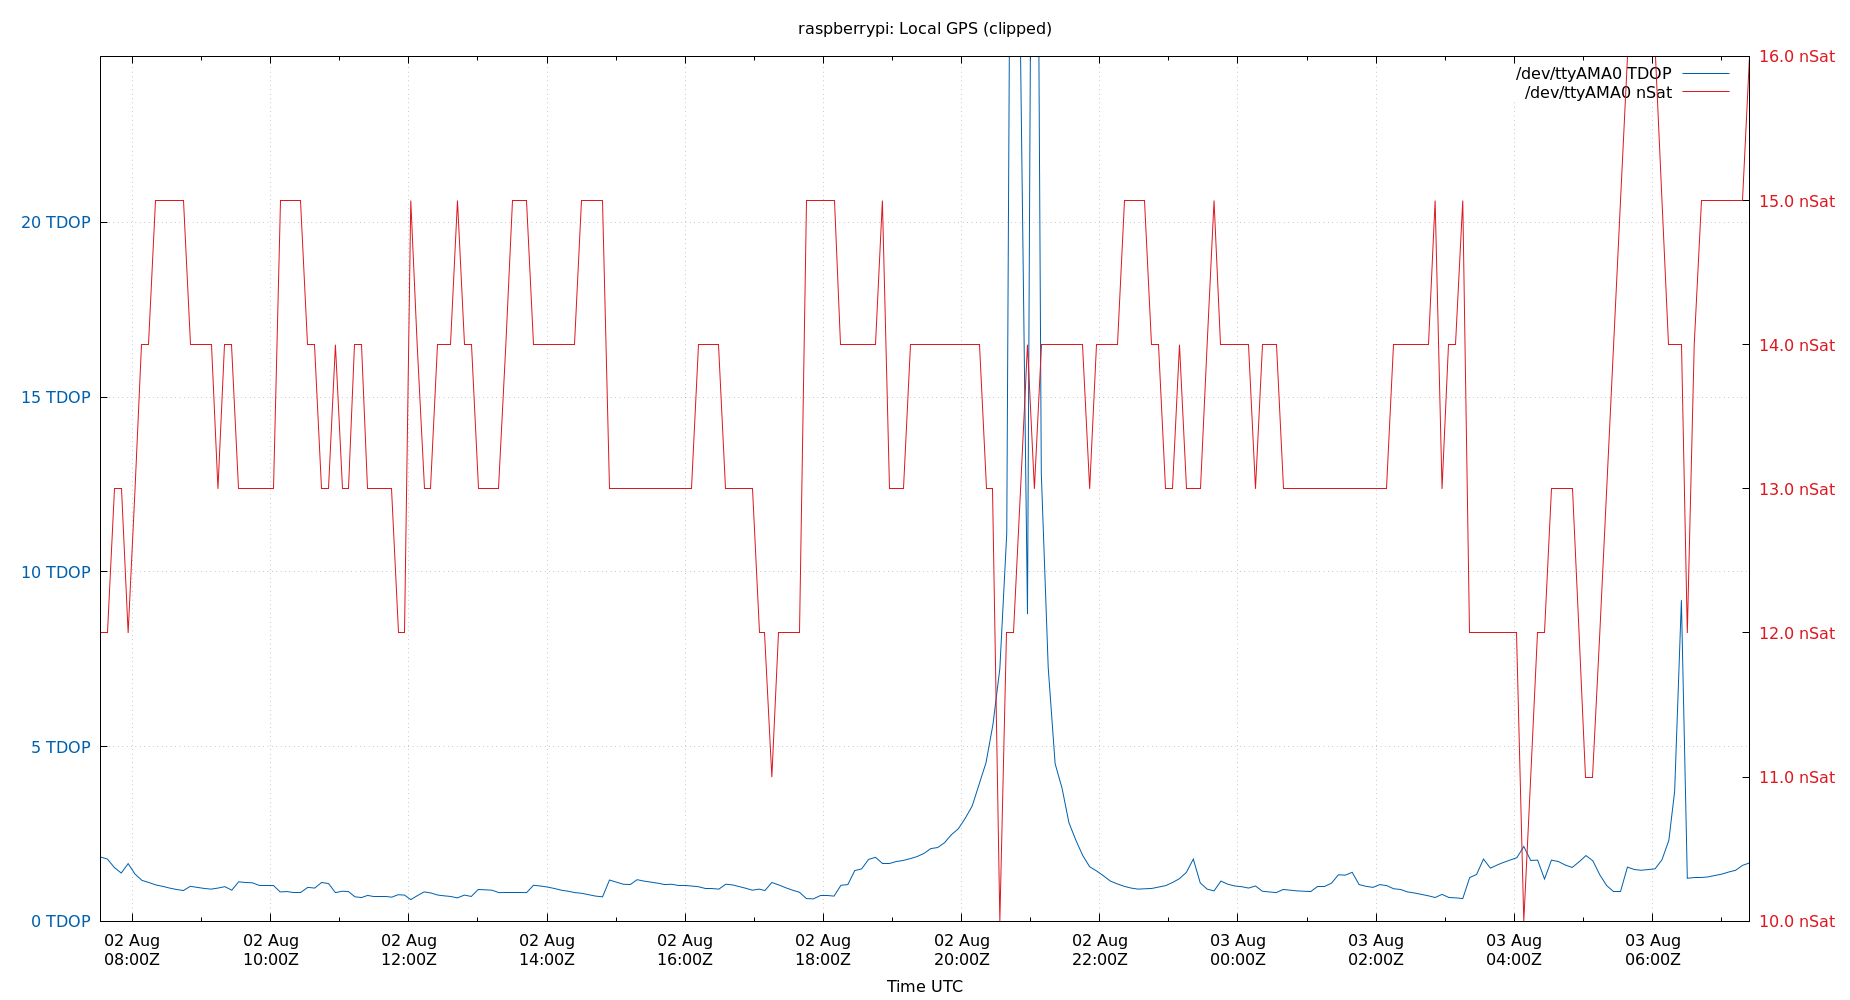 raspberrypi: Local GPS (clipped)
16.0 nSat
/dev/ttyAMA0 TDOP
/dev/ttyAMA0 nSat
15.0 nSat
20 TDOP
14.0 nSat
15 TDOP
13.0 nSat
10 TDOP
12.0 nSat
5 TDOP
11.0 nSat
0 TDOP
10.0 nSat
02 Aug 02 Aug 02 Aug 02 Aug 02 Aug 02 Aug 02 Aug 02 Aug 03 Aug 03 Aug 03 Aug 03 Aug
08:00Z 10:00Z 12:00Z 14:00Z 16:00Z 18:00Z 20:00Z 22:00Z 00:00Z 02:00Z 04:00Z 06:00Z
Time UTC